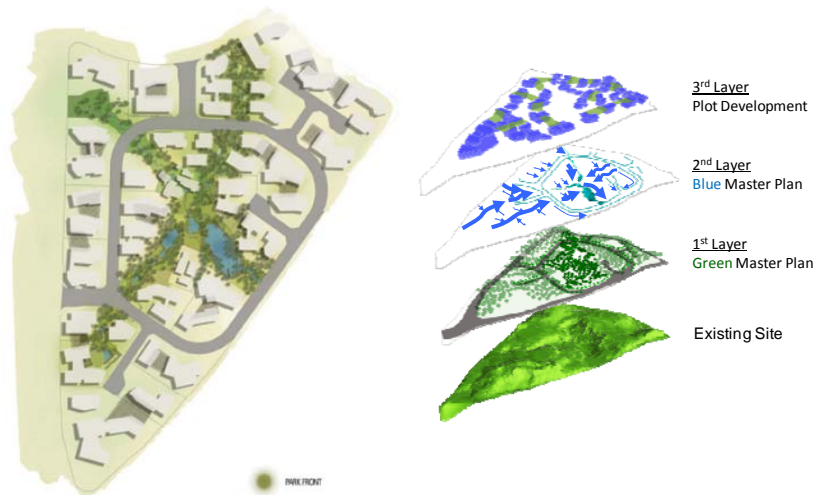 3rd Layer
Plot Development
2nd Layer
Blue Master Plan
1st Layer
Green Master Plan
Existing Site
PARK FRONT